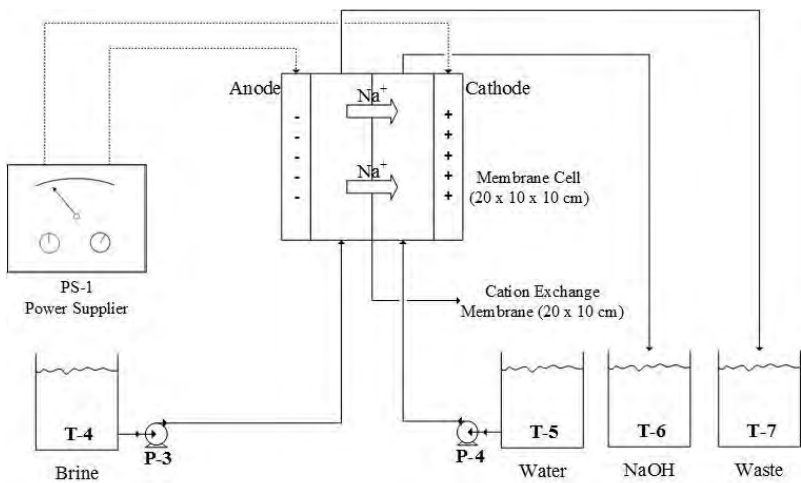 Anode
Na+
Cathode
-
-
-
-
-
+
+
+
+
+
Na+
Membrane Cell
(20 x 10 x 10 cm)
PS-1
Power Supplier
Cation Exchange
Membrane (20 x 10 cm)
T-4
P-3
P-4
T-5
T-6
T-7
Brine
Water
NaOH
Waste